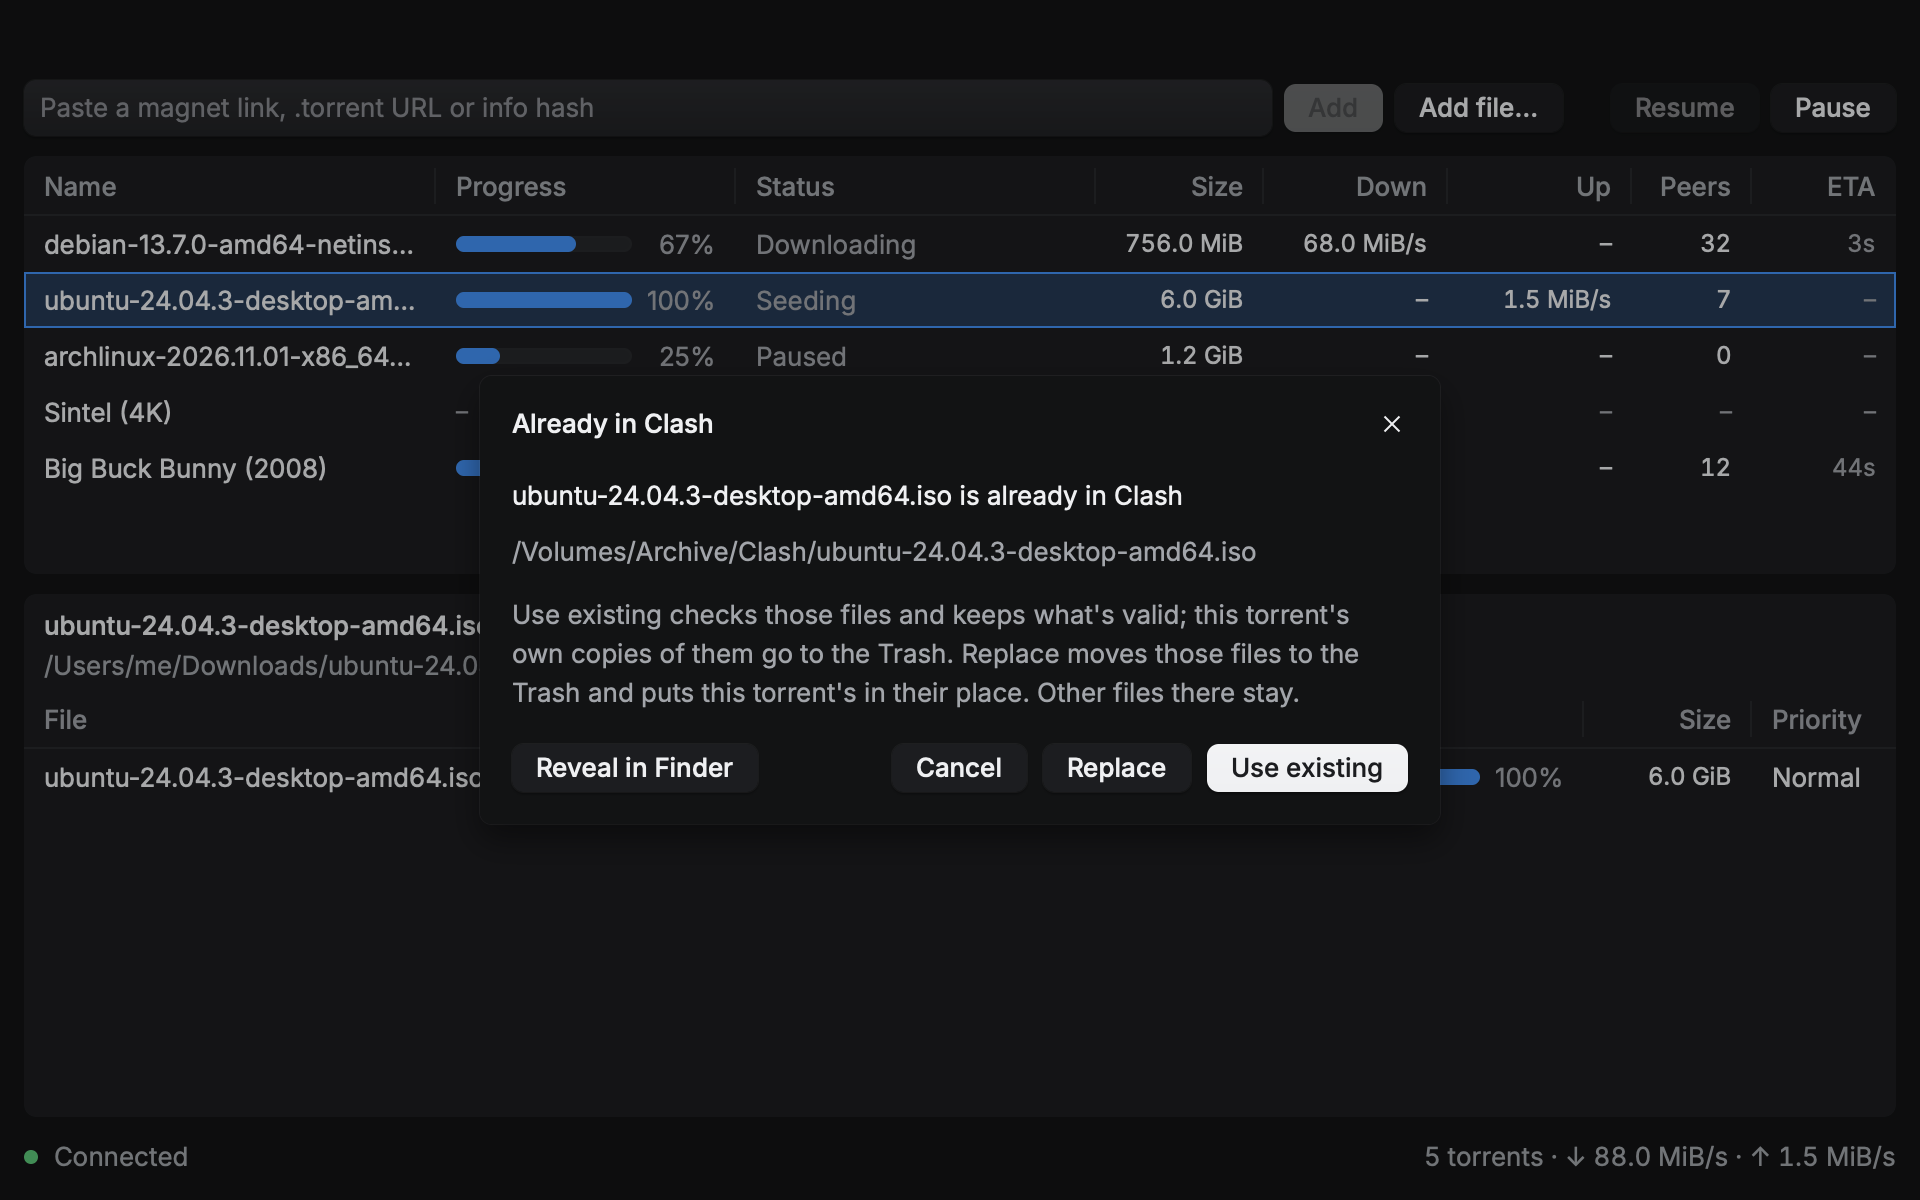 Paste a magnet link, .torrent URL or info hash
Add
Add file...
Resume
Pause
Name Progress Status Size Down Up Peers ETA
debian-13.7.0-amd64-netins... 67% Downloading 756.0 MiB 68.0 MiB/s – 32 3s
ubuntu-24.04.3-desktop-am... 100% Seeding 6.0 GiB – 1.5 MiB/s 7 –
archlinux-2026.11.01-x86_64... 25% Paused 1.2 GiB – – 0 –
Sintel (4K) – – – –
Big Buck Bunny (2008) – 12 44s
Already in Clash
ubuntu-24.04.3-desktop-amd64.iso is already in Clash
/Volumes/Archive/Clash/ubuntu-24.04.3-desktop-amd64.iso
Use existing checks those files and keeps what's valid; this torrent's
own copies of them go to the Trash. Replace moves those files to the
Trash and puts this torrent's in their place. Other files there stay.
Reveal in Finder
Cancel
Replace
Use existing
ubuntu-24.04.3-desktop-amd64.iso
/Users/me/Downloads/ubuntu-24.0
File Size Priority
ubuntu-24.04.3-desktop-amd64.iso 100% 6.0 GiB Normal
Connected
5 torrents · ↓ 88.0 MiB/s · ↑ 1.5 MiB/s